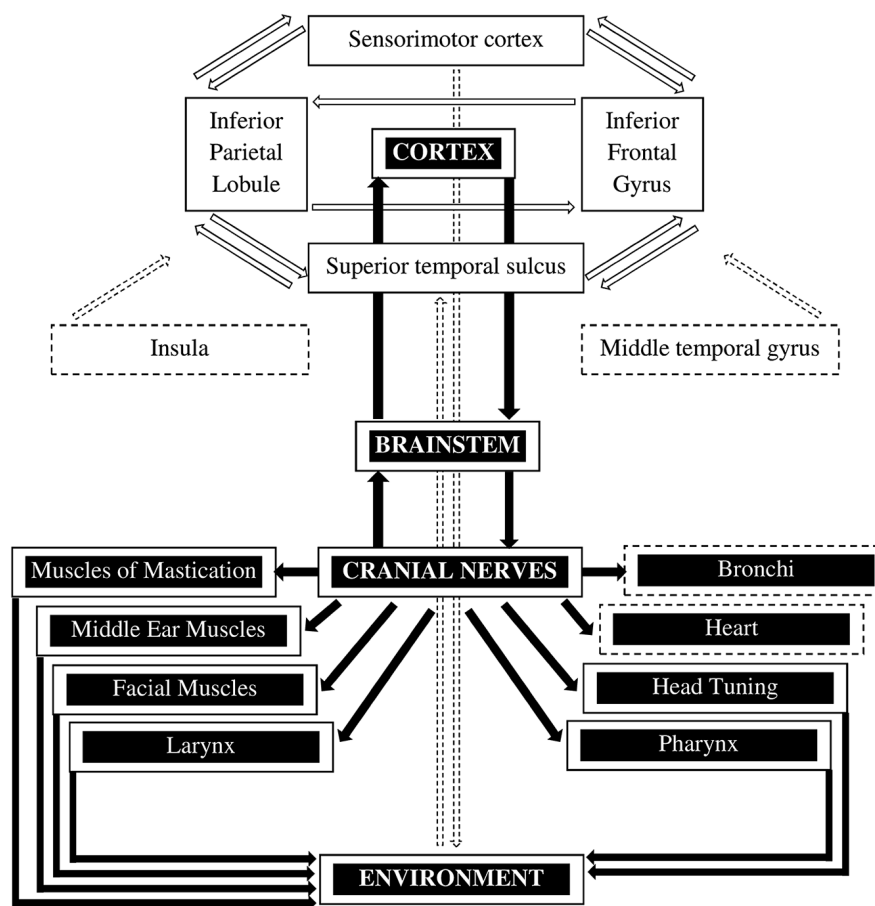 Sensorimotor cortex
Inferior
Parietal
Lobule
CORTEX
Inferior
Frontal
Gyrus
Superior temporal sulcus
Insula
Middle temporal gyrus
BRAINSTEM
Muscles of Mastication
CRANIAL NERVES
Bronchi
Middle Ear Muscles
Heart
Facial Muscles
Head Tuning
Larynx
Pharynx
ENVIRONMENT